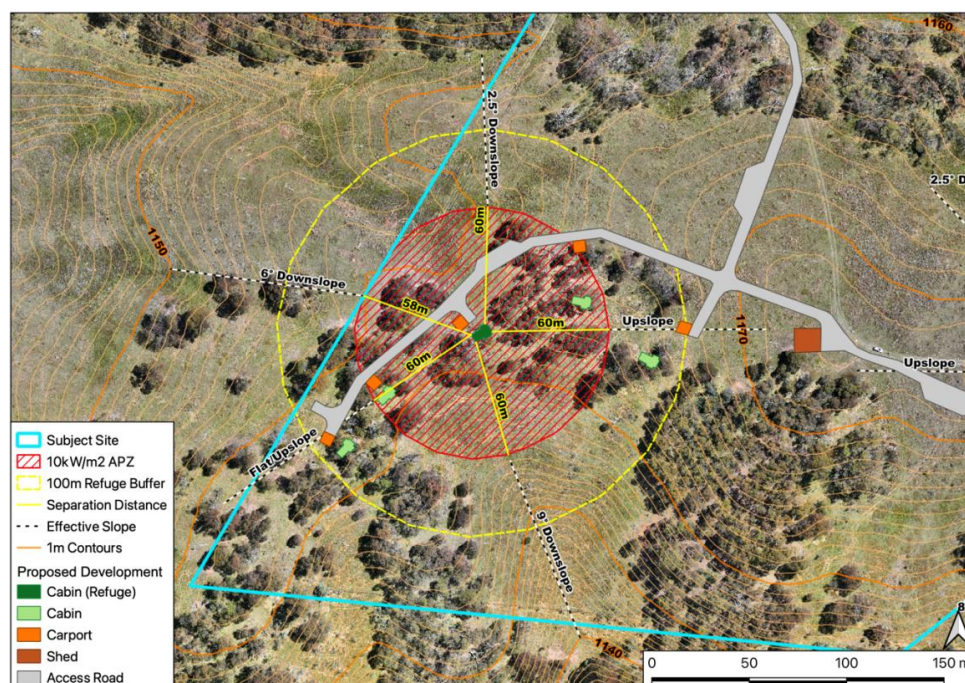 1160
2.5° Downslope
2.5° D
60m
1150
6° Downslope
58m
60m
Upslope
1170
Upslope
60m
60m
Flat/Upslope
9° Downslope
1140
8
Subject Site
10kW/m2 APZ
100m Refuge Buffer
Separation Distance
Effective Slope
1m Contours
Proposed Development
Cabin (Refuge)
Cabin
Carport
Shed
Access Road
0 50 100 150 m